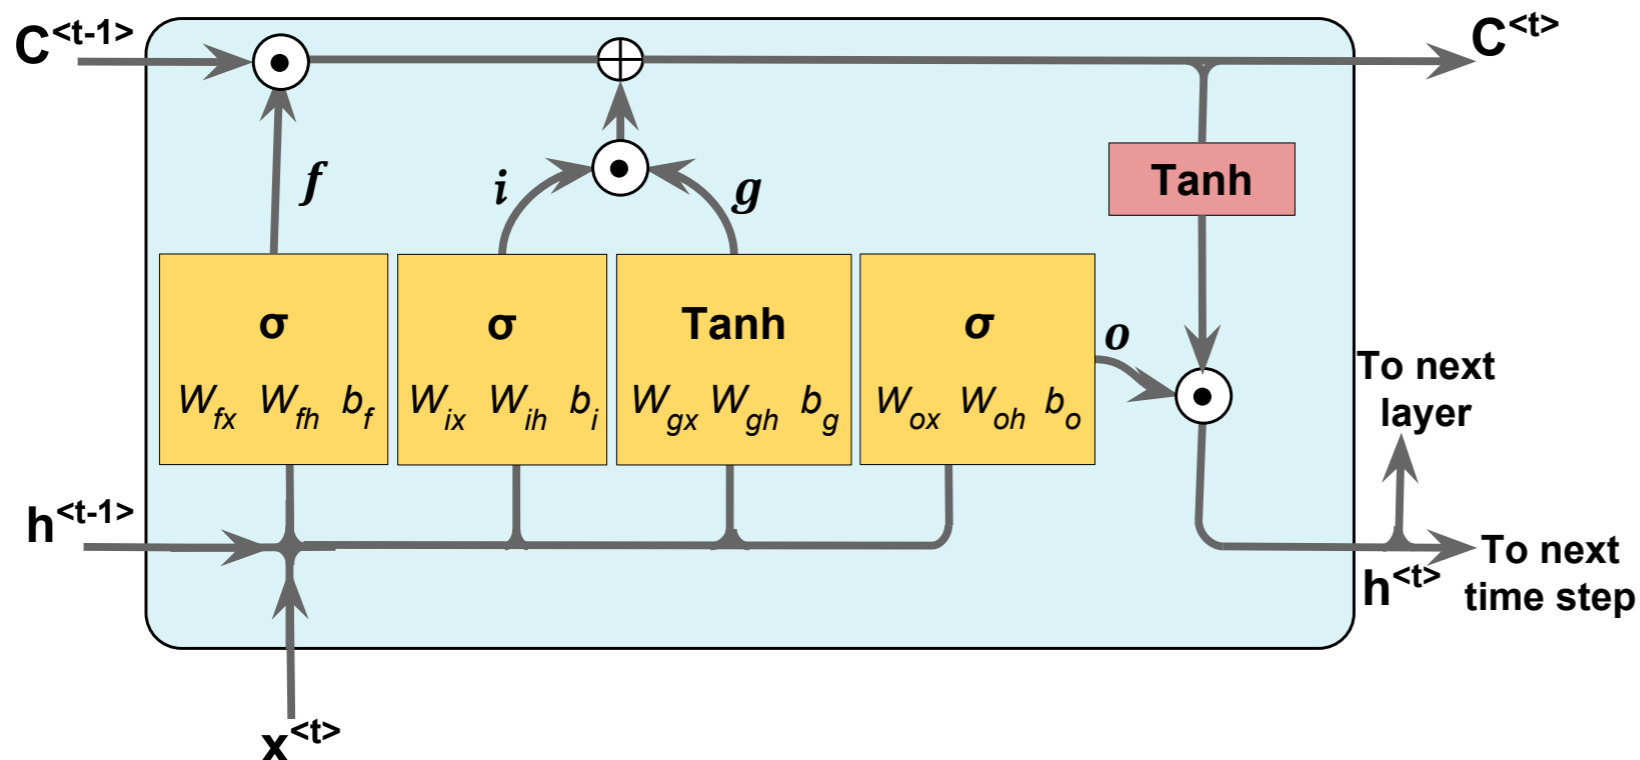 C<t-1>
C<t>
f
i
g
Tanh
σ
W_fx W_fh b_f
σ
W_ix W_ih b_i
Tanh
W_gx W_gh b_g
σ
W_ox W_oh b_o
o
To next
layer
h<t-1>
h<t>
To next
time step
x<t>